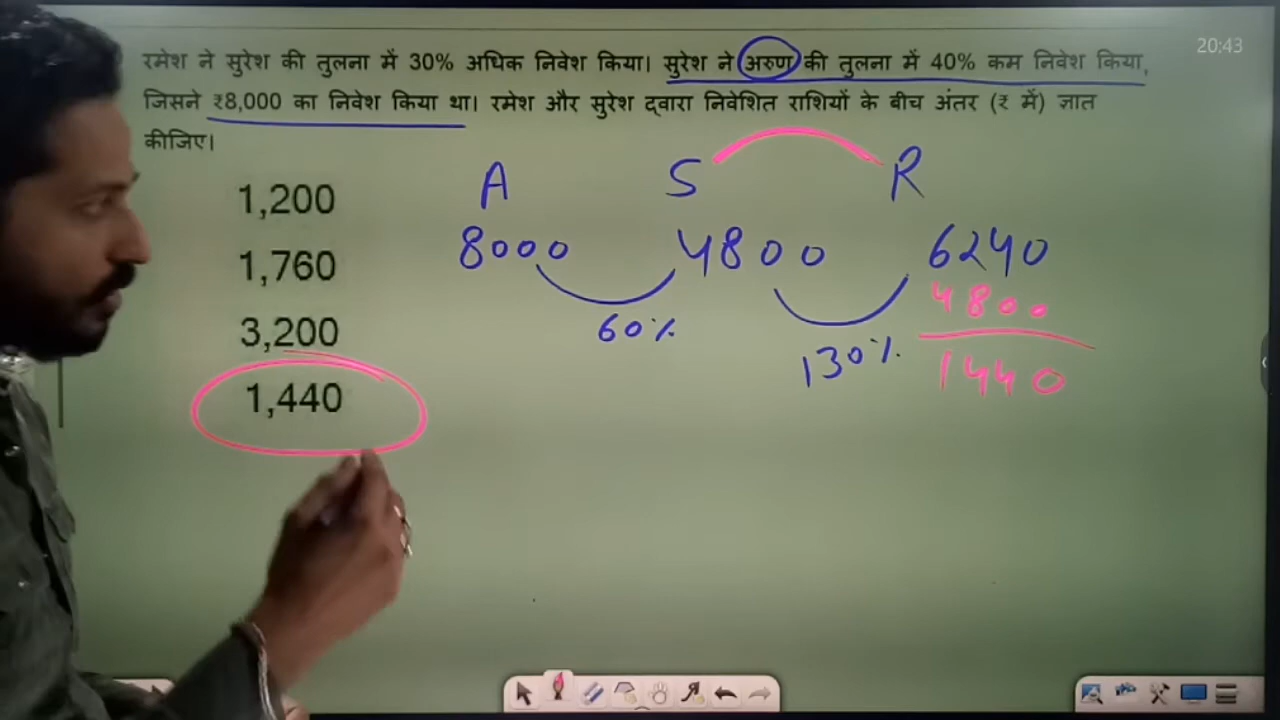 20:43
रमेश ने सुरेश की तुलना में 30% अधिक निवेश किया। सुरेश ने अरुण की तुलना में 40% कम निवेश किया,
जिसने ₹8,000 का निवेश किया था। रमेश और सुरेश द्वारा निवेशित राशियों के बीच अंतर (₹ में) ज्ञात
कीजिए।
1,200
1,760
3,200
1,440
A S R
8000 4800 6240
60% 130%
4800
1440